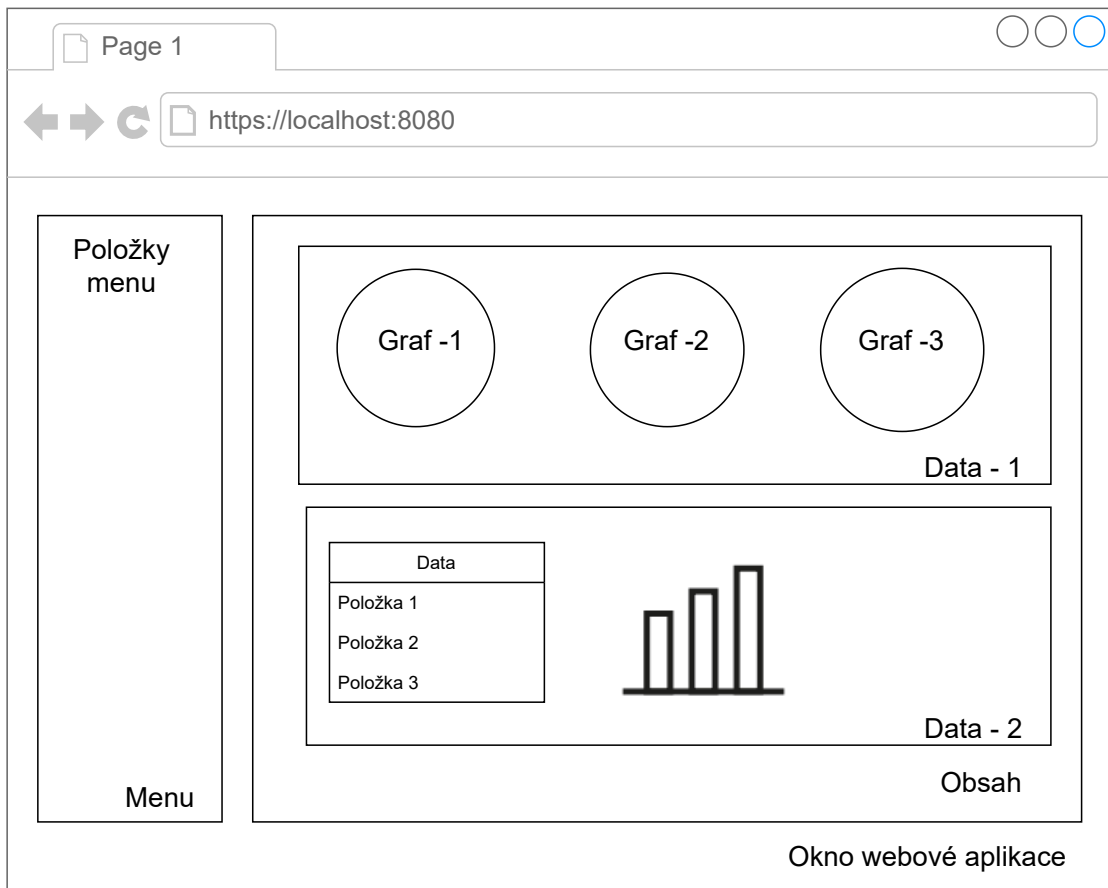 Page 1
https://localhost:8080
Položky
menu
Menu
Graf -1
Graf -2
Graf -3
Data - 1
Data
Položka 1
Položka 2
Položka 3
Data - 2
Obsah
Okno webové aplikace